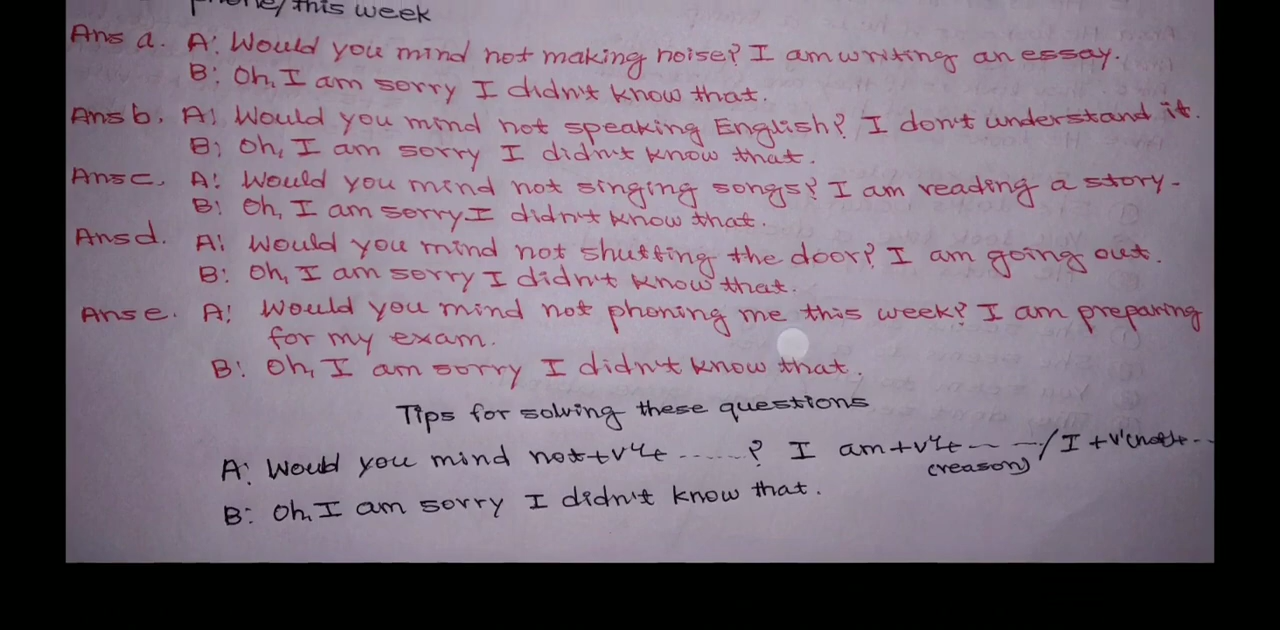 phone/this week
Ans a. A: Would you mind not making noise? I am writing an essay.
B: Oh, I am sorry I didn't know that.
Ans b. A: Would you mind not speaking English? I don't understand it.
B: Oh, I am sorry I didn't know that.
Ans c. A: Would you mind not singing songs? I am reading a story.
B: Oh, I am sorry I didn't know that.
Ans d. A: Would you mind not shutting the door? I am going out.
B: Oh, I am sorry I didn't know that.
Ans e. A: Would you mind not phoning me this week? I am preparing
for my exam.
B: Oh, I am sorry I didn't know that.
Tips for solving these questions
A: Would you mind not+v4+ ......? I am+v4+ -- --/ I +v1(not)+ --
(reason)
B: Oh, I am sorry I didn't know that.